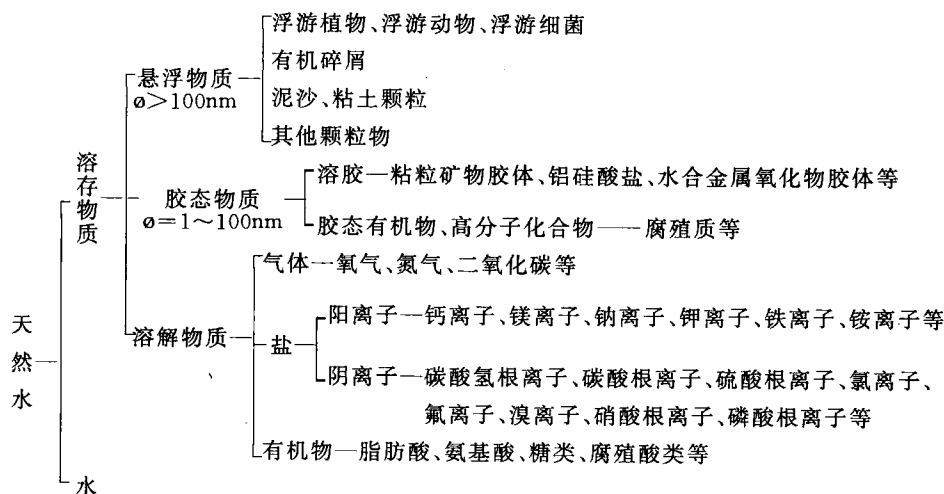 浮游植物、浮游动物、浮游细菌
悬浮物质
ø>100nm
有机碎屑
泥沙、粘土颗粒
其他颗粒物
溶存物质
溶胶—粘粒矿物胶体、铝硅酸盐、水合金属氧化物胶体等
胶态物质
ø=1～100nm
胶态有机物、高分子化合物——腐殖质等
气体—氧气、氮气、二氧化碳等
天然水
溶解物质
盐
阳离子—钙离子、镁离子、钠离子、钾离子、铁离子、铵离子等
阴离子—碳酸氢根离子、碳酸根离子、硫酸根离子、氯离子、
氟离子、溴离子、硝酸根离子、磷酸根离子等
有机物—脂肪酸、氨基酸、糖类、腐殖酸类等
水